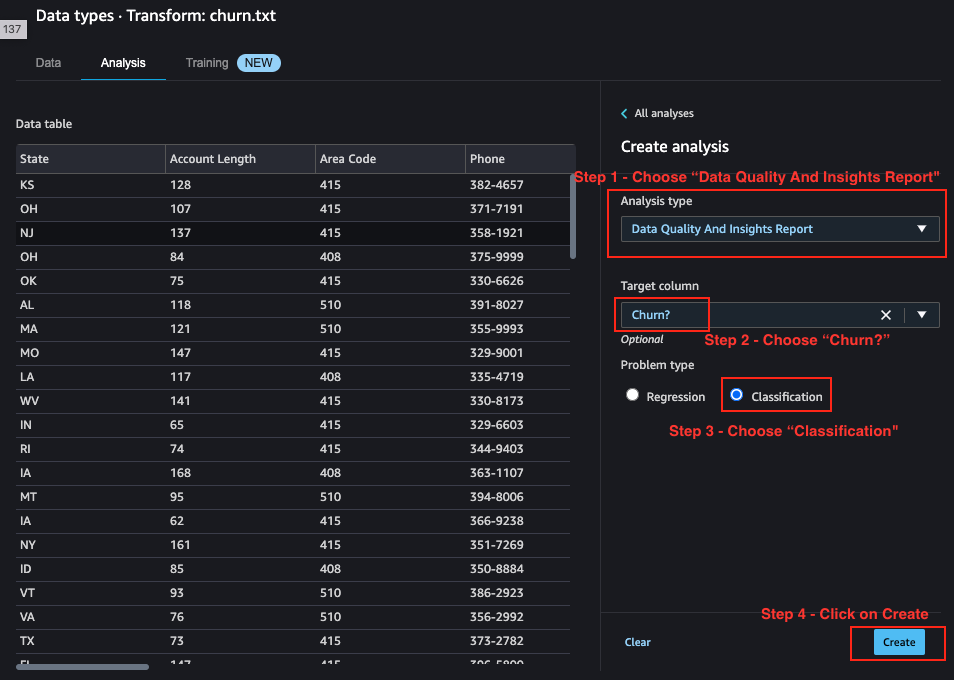 Data types · Transform: churn.txt
137
Data Analysis Training NEW
Data table
State Account Length Area Code Phone
KS 128 415 382-4657
OH 107 415 371-7191
NJ 137 415 358-1921
OH 84 408 375-9999
OK 75 415 330-6626
AL 118 510 391-8027
MA 121 510 355-9993
MO 147 415 329-9001
LA 117 408 335-4719
WV 141 415 330-8173
IN 65 415 329-6603
RI 74 415 344-9403
IA 168 408 363-1107
MT 95 510 394-8006
IA 62 415 366-9238
NY 161 415 351-7269
ID 85 408 350-8884
VT 93 510 386-2923
VA 76 510 356-2992
TX 73 415 373-2782
All analyses
Create analysis
Step 1 - Choose “Data Quality And Insights Report"
Analysis type
Data Quality And Insights Report
Target column
Churn?
Optional
Step 2 - Choose “Churn?”
Problem type
Regression Classification
Step 3 - Choose “Classification"
Step 4 - Click on Create
Clear Create